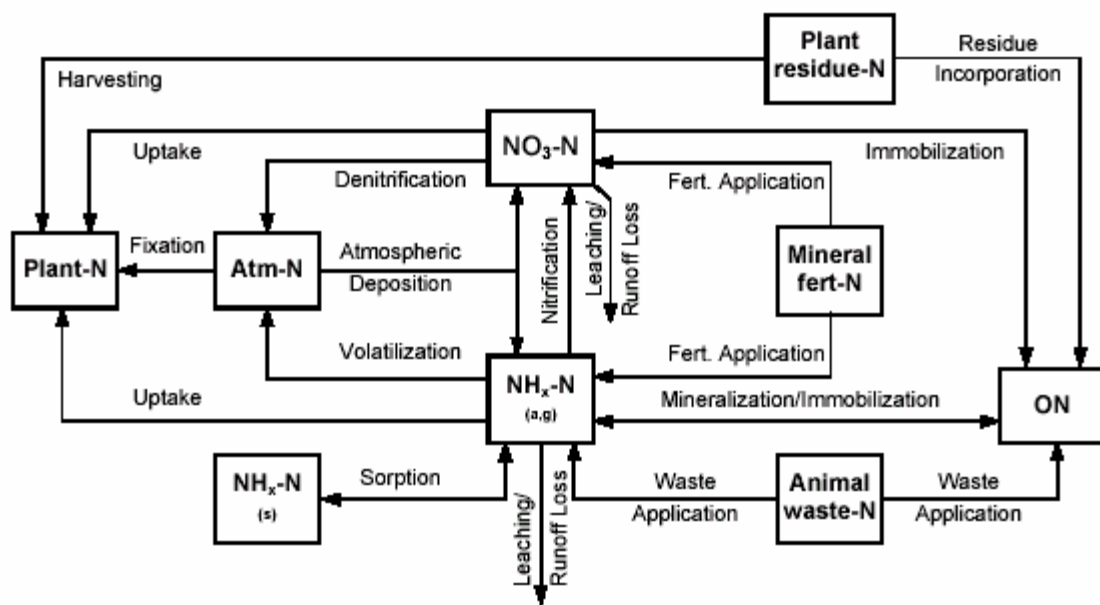 Plant
residue-N
Residue
Incorporation
Harvesting
Uptake
NO₃-N
Immobilization
Denitrification
Fert. Application
Leaching/
Runoff Loss
Nitrification
Plant-N
Fixation
Atm-N
Atmospheric
Deposition
Mineral
fert-N
Volatilization
NHₓ-N
(a,g)
Fert. Application
Uptake
Mineralization/Immobilization
ON
NHₓ-N
(s)
Sorption
Leaching/
Runoff Loss
Waste
Application
Animal
waste-N
Waste
Application